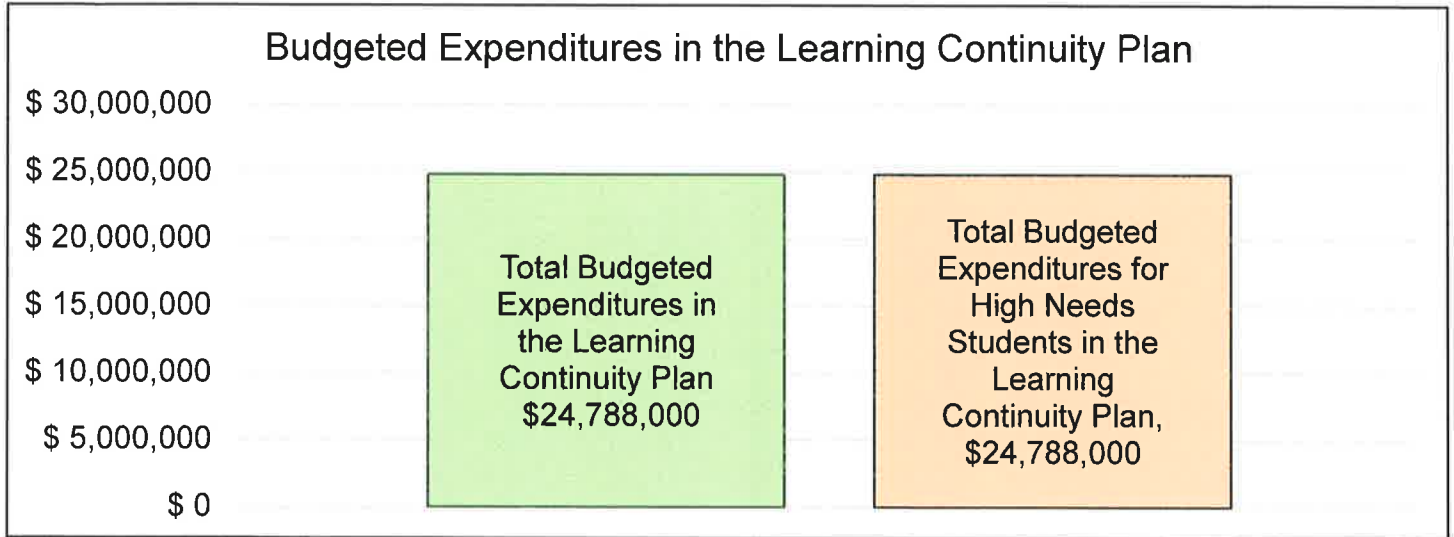 Budgeted Expenditures in the Learning Continuity Plan
$ 30,000,000
$ 25,000,000
$ 20,000,000
$ 15,000,000
$ 10,000,000
$ 5,000,000
$ 0
Total Budgeted
Expenditures in
the Learning
Continuity Plan
$24,788,000
Total Budgeted
Expenditures for
High Needs
Students in the
Learning
Continuity Plan,
$24,788,000